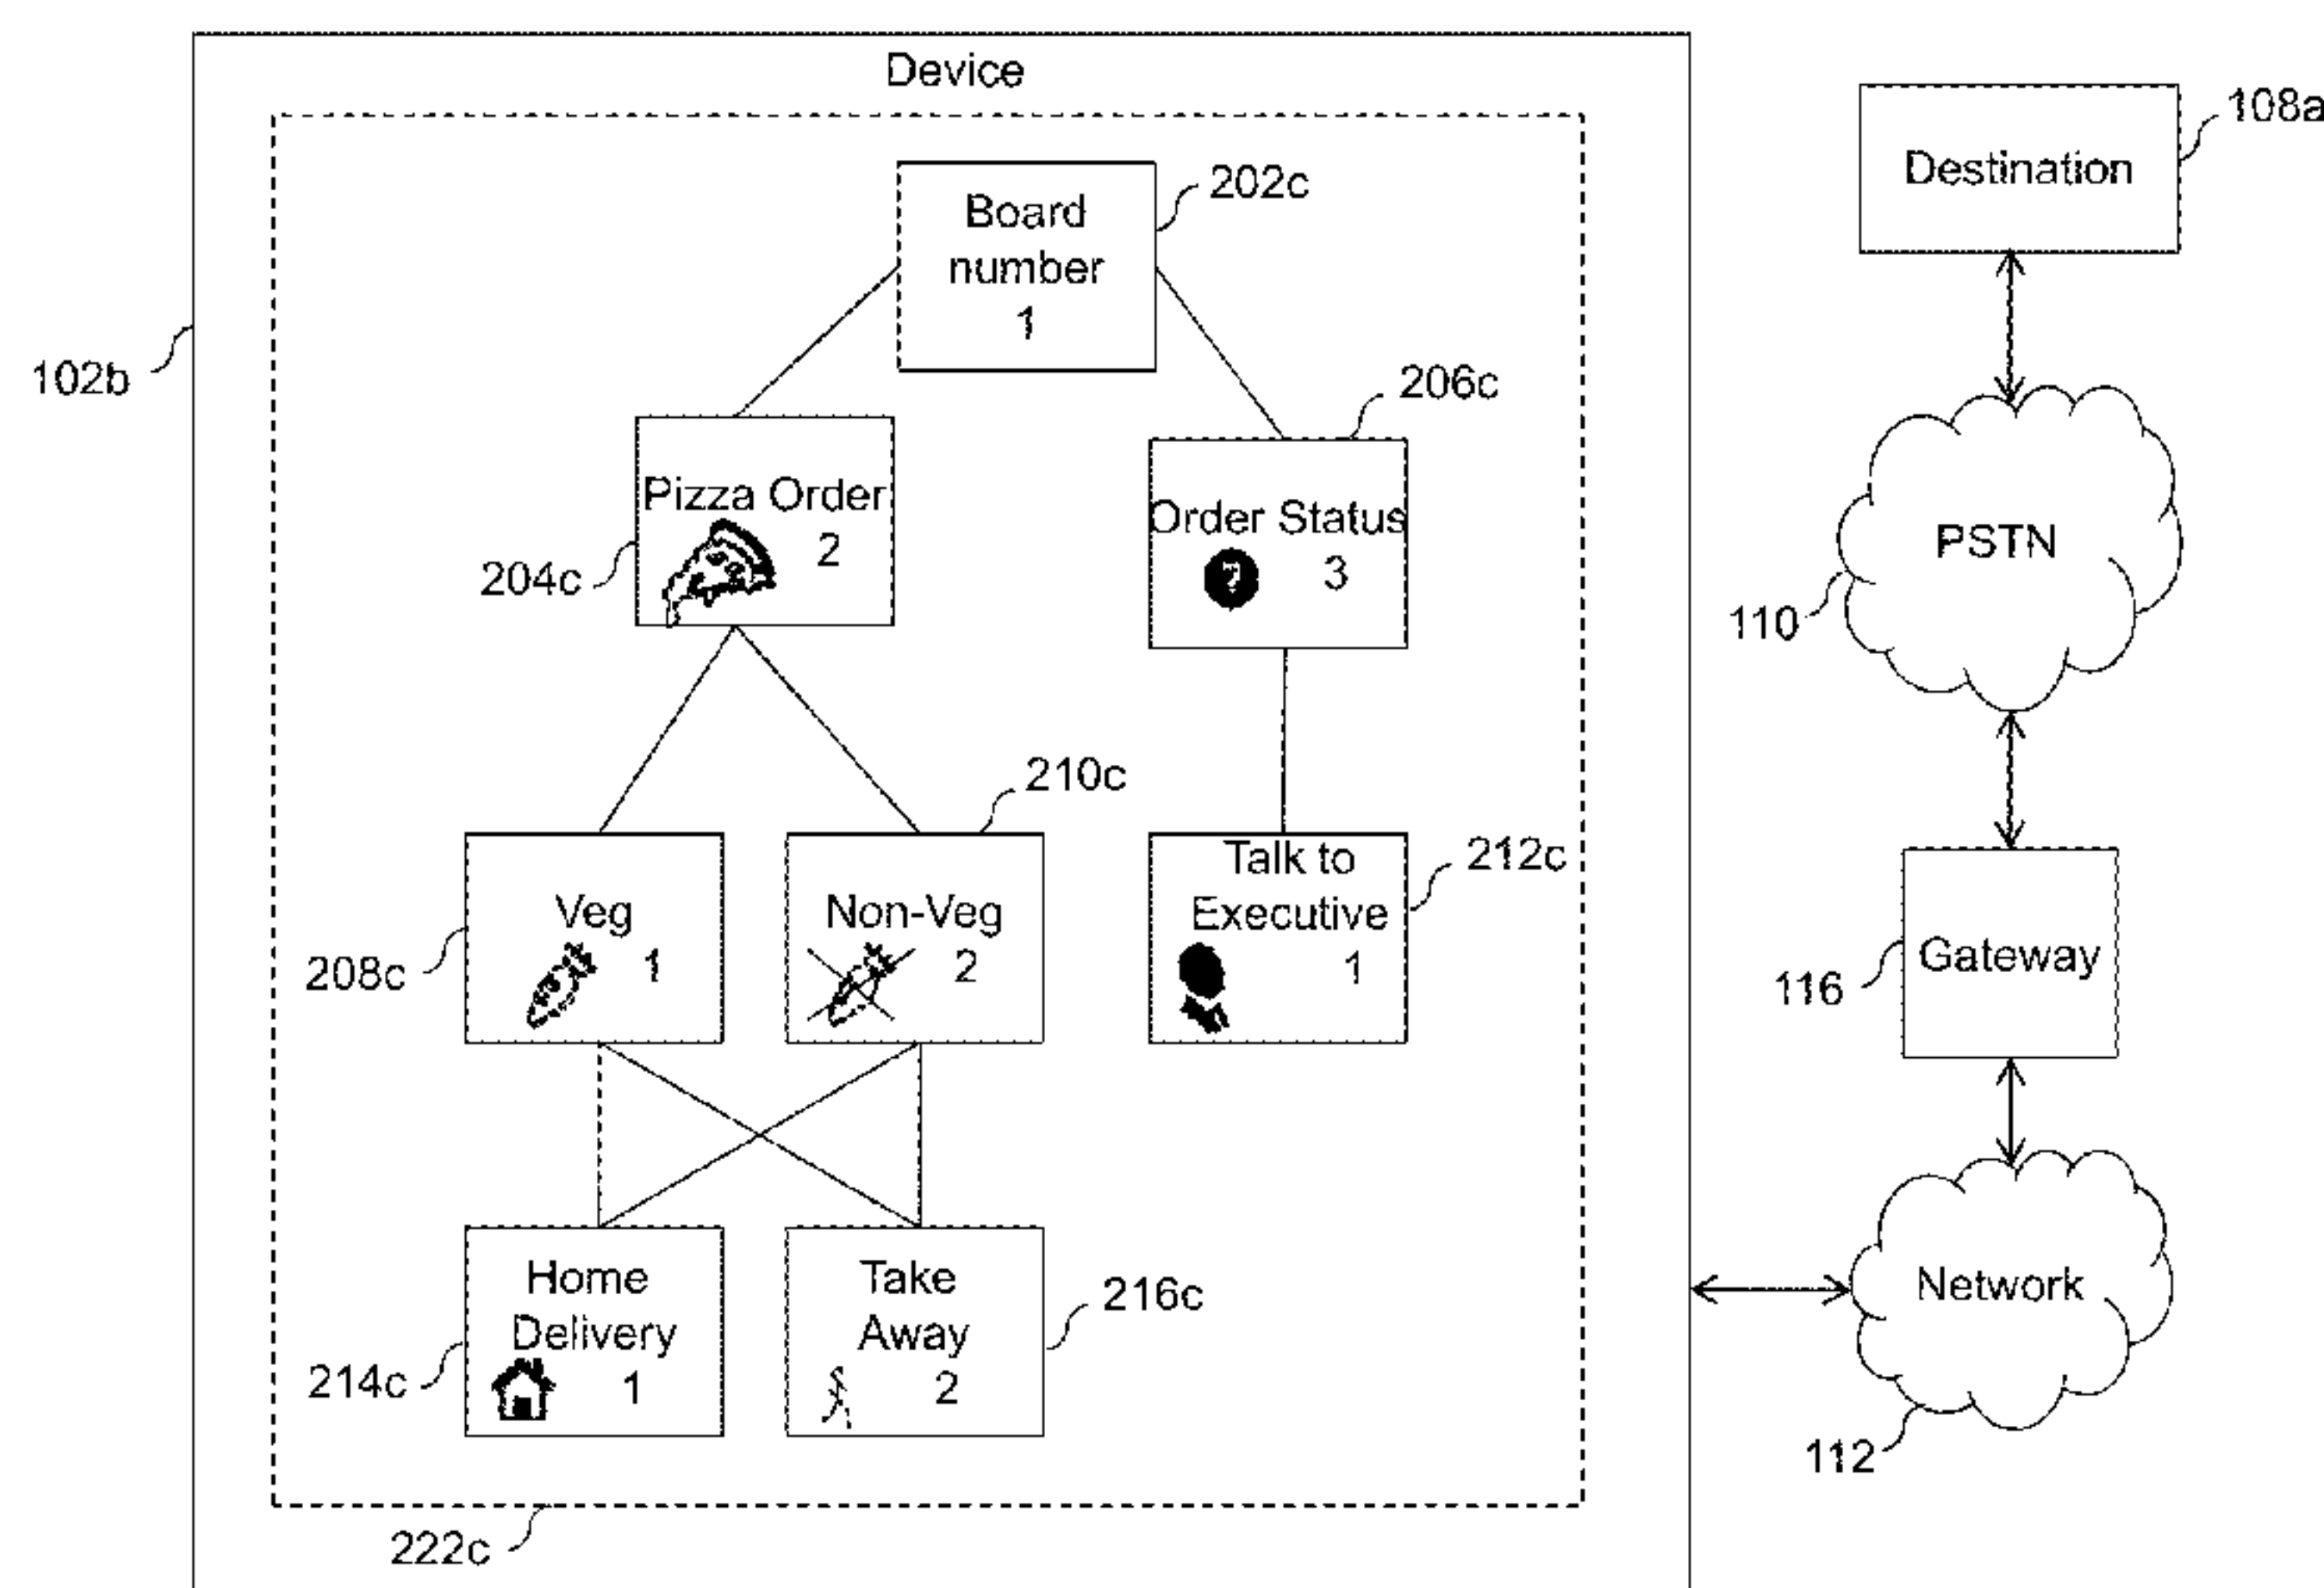 Device
108a
Destination
Board
number
1
202c
102b
206c
Pizza Order
2
204c
Order Status
?
3
PSTN
110
210c
Veg
1
208c
Non-Veg
2
Talk to
Executive
1
212c
Gateway
116
Home
Delivery
1
214c
Take
Away
2
216c
Network
112
222c